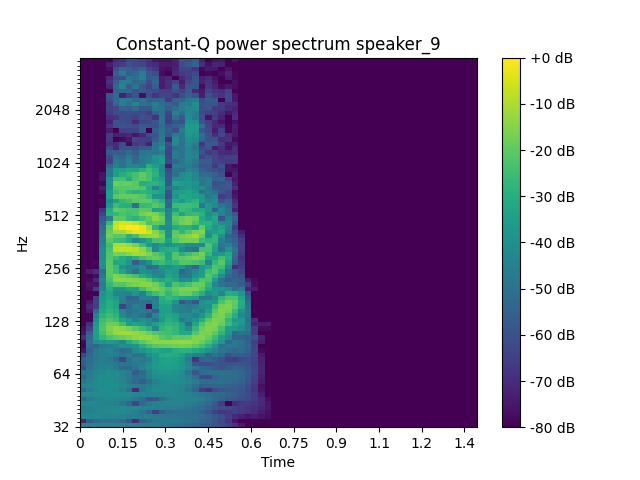 Constant-Q power spectrum speaker_9
+0 dB
2048
-10 dB
1024
-20 dB
512
-30 dB
Hz
-40 dB
256
-50 dB
128
-60 dB
64
-70 dB
32
-80 dB
0 0.15 0.3 0.45 0.6 0.75 0.9 1.1 1.2 1.4
Time